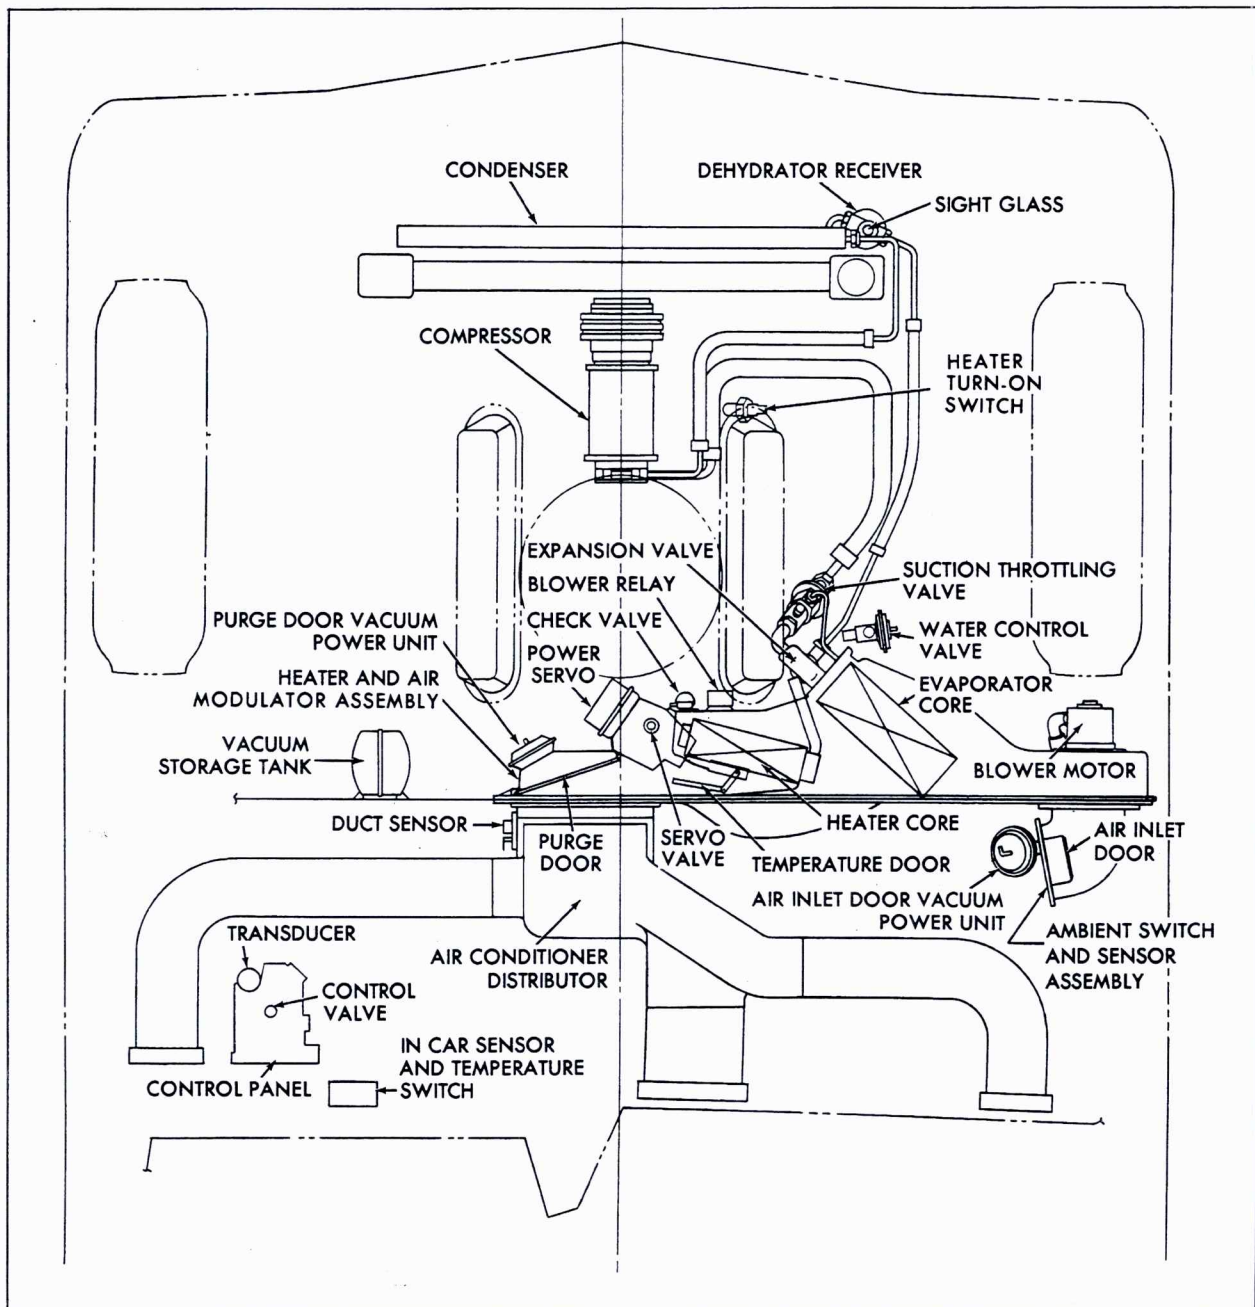 CONDENSER
DEHYDRATOR RECEIVER
SIGHT GLASS
COMPRESSOR
HEATER
TURN-ON
SWITCH
EXPANSION VALVE
BLOWER RELAY
CHECK VALVE
POWER
SERVO
SUCTION THROTTLING
VALVE
PURGE DOOR VACUUM
POWER UNIT
WATER CONTROL
VALVE
HEATER AND AIR
MODULATOR ASSEMBLY
EVAPORATOR
CORE
VACUUM
STORAGE TANK
BLOWER MOTOR
DUCT SENSOR
PURGE
DOOR
SERVO
VALVE
HEATER CORE
TEMPERATURE DOOR
AIR INLET
DOOR
AIR INLET DOOR VACUUM
POWER UNIT
AMBIENT SWITCH
AND SENSOR
ASSEMBLY
TRANSDUCER
AIR CONDITIONER
DISTRIBUTOR
CONTROL
VALVE
CONTROL PANEL
IN CAR SENSOR
AND TEMPERATURE
SWITCH